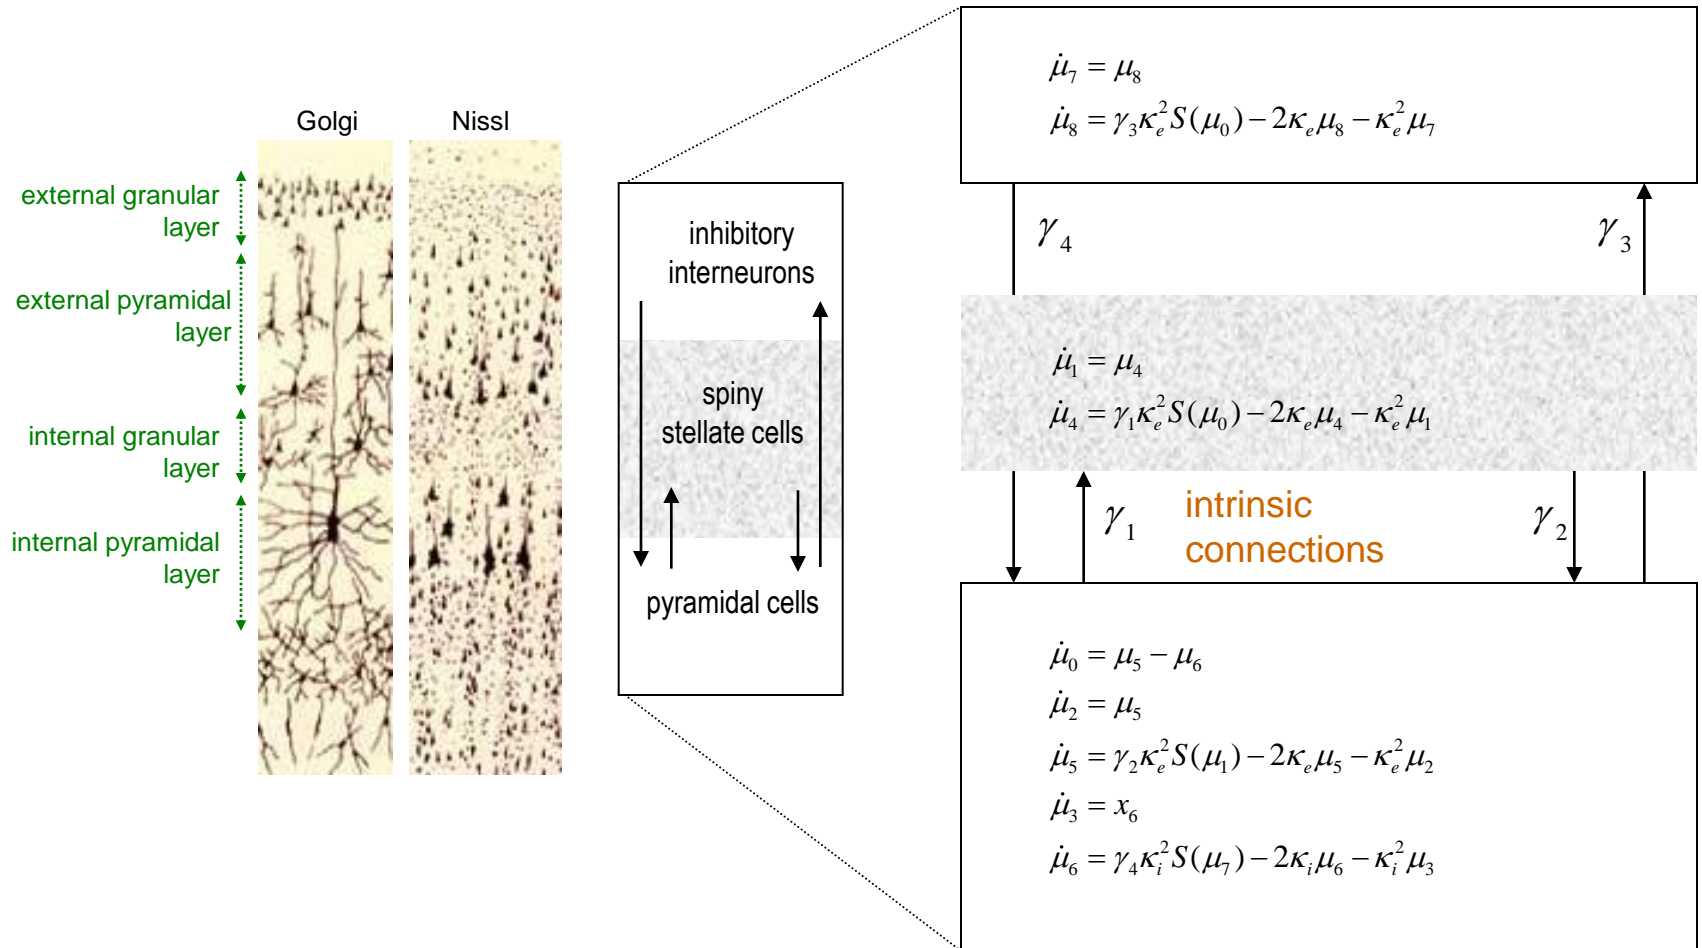 Golgi
Nissl
external granular
layer
external pyramidal
layer
internal granular
layer
internal pyramidal
layer
inhibitory
interneurons
spiny
stellate cells
pyramidal cells
μ̇₇ = μ₈
μ̇₈ = γ₃κₑ²S(μ₀) − 2κₑμ₈ − κₑ²μ₇
γ₄
γ₃
μ̇₁ = μ₄
μ̇₄ = γ₁κₑ²S(μ₀) − 2κₑμ₄ − κₑ²μ₁
γ₁
intrinsic
connections
γ₂
μ̇₀ = μ₅ − μ₆
μ̇₂ = μ₅
μ̇₅ = γ₂κₑ²S(μ₁) − 2κₑμ₅ − κₑ²μ₂
μ̇₃ = x₆
μ̇₆ = γ₄κᵢ²S(μ₇) − 2κᵢμ₆ − κᵢ²μ₃